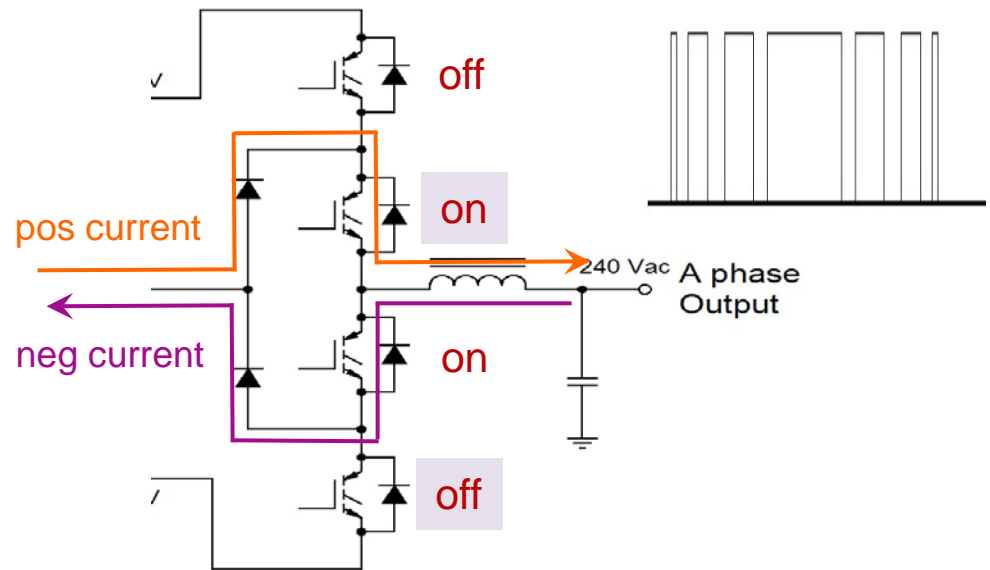 off
on
pos current
240 Vac
A phase
Output
neg current
on
off